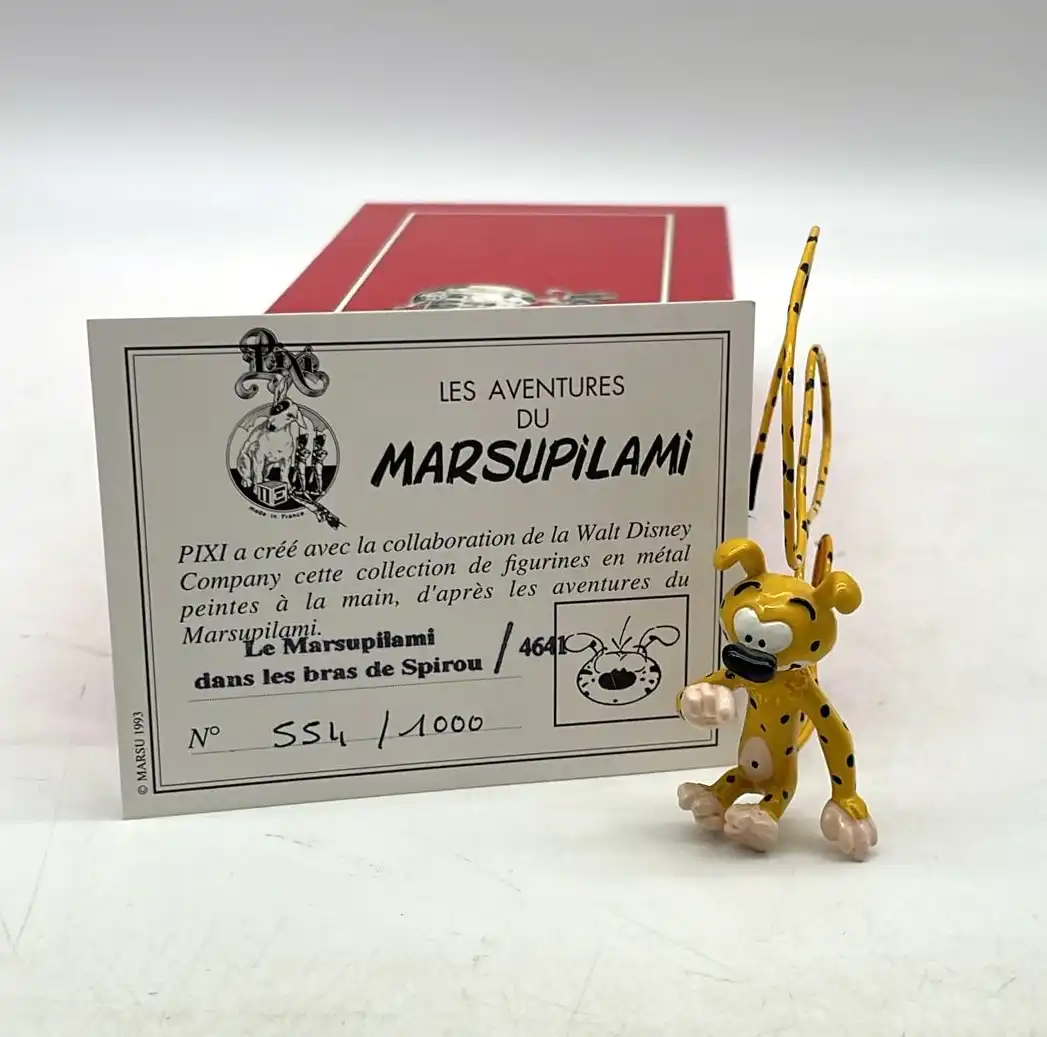 Pixi
made in France
LES AVENTURES
DU
MARSUPiLAMi
PIXI a créé avec la collaboration de la Walt Disney
Company cette collection de figurines en métal
peintes à la main, d'après les aventures du
Marsupilami.
Le Marsupilami
dans les bras de Spirou / 4641
N° 554 / 1000
© MARSU 1993